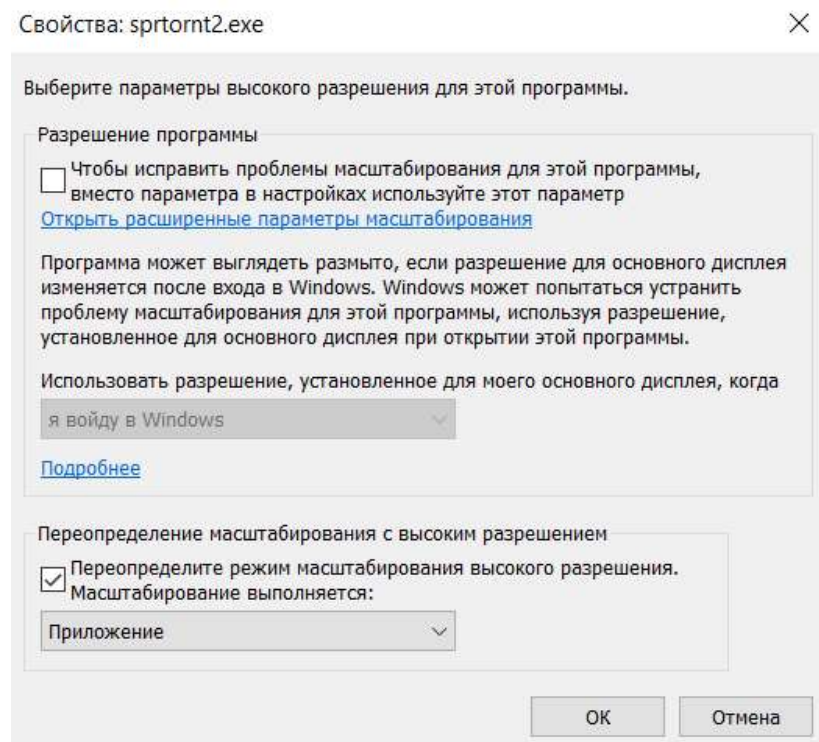 Свойства: sprtornt2.exe
Выберите параметры высокого разрешения для этой программы.
Разрешение программы
Чтобы исправить проблемы масштабирования для этой программы,
вместо параметра в настройках используйте этот параметр
Открыть расширенные параметры масштабирования
Программа может выглядеть размыто, если разрешение для основного дисплея
изменяется после входа в Windows. Windows может попытаться устранить
проблему масштабирования для этой программы, используя разрешение,
установленное для основного дисплея при открытии этой программы.
Использовать разрешение, установленное для моего основного дисплея, когда
я войду в Windows
Подробнее
Переопределение масштабирования с высоким разрешением
Переопределите режим масштабирования высокого разрешения.
Масштабирование выполняется:
Приложение
ОК
Отмена